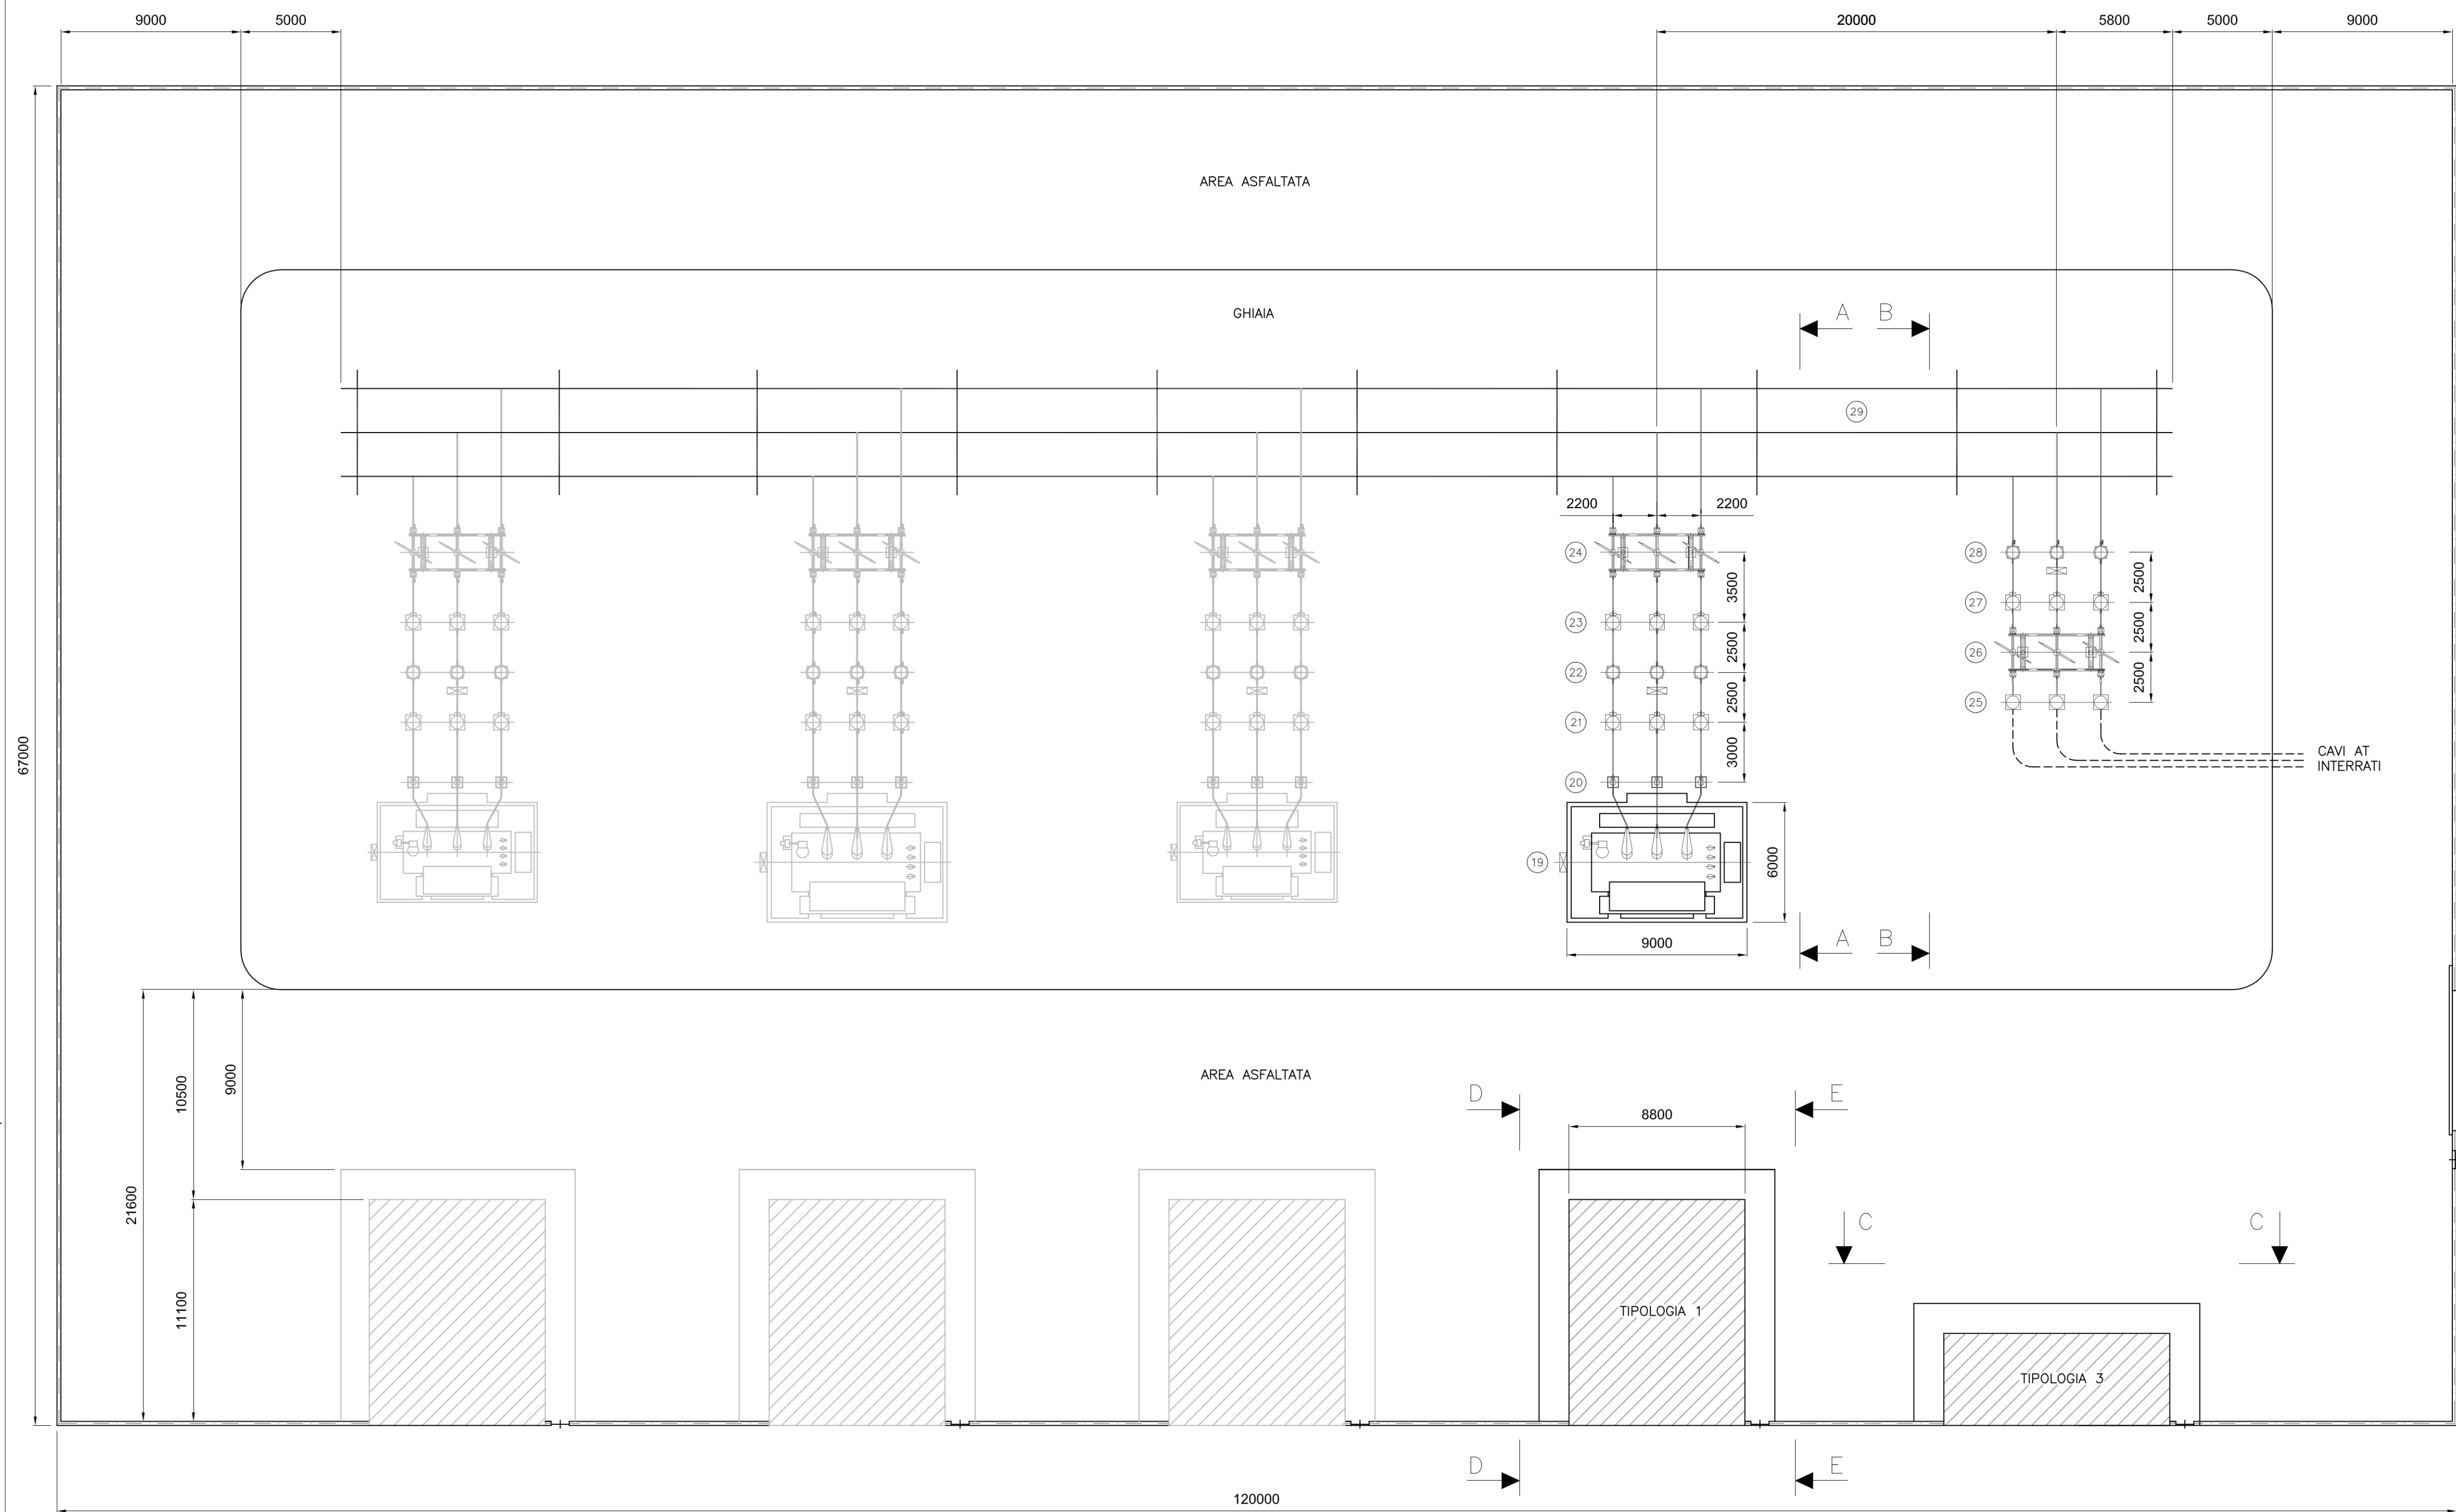 9000
5000
20000
5800
5000
9000
AREA ASFALTATA
GHIAIA
A
B
29
2200
2200
24
28
3500
2500
23
27
2500
2500
22
26
2500
2500
21
25
3000
20
CAVI AT
INTERRATI
67000
19
6000
9000
A
B
9000
10500
AREA ASFALTATA
D
E
8800
21600
C
C
11100
TIPOLOGIA 1
TIPOLOGIA 3
D
E
120000